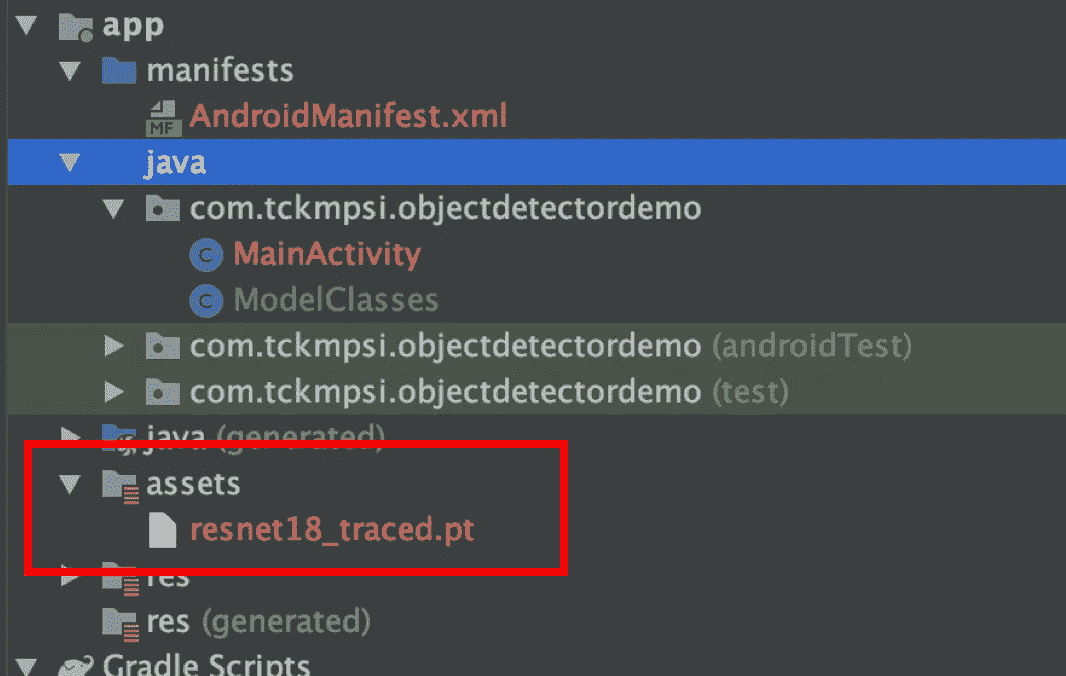 app
manifests
MF AndroidManifest.xml
java
com.tckmpsi.objectdetectordemo
C MainActivity
C ModelClasses
com.tckmpsi.objectdetectordemo (androidTest)
com.tckmpsi.objectdetectordemo (test)
java (generated)
assets
resnet18_traced.pt
res
res (generated)
Gradle Scripts